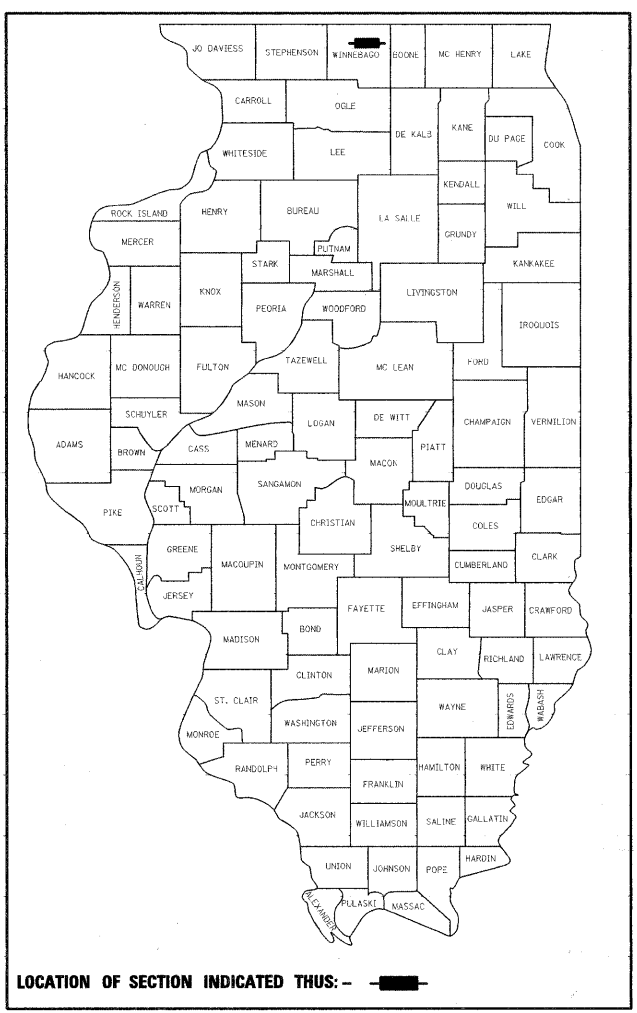 JO DAVIESS STEPHENSON WINNEBAGO BOONE MC HENRY LAKE
CARROLL OGLE DE KALB KANE DU PAGE COOK
WHITESIDE LEE
KENDALL WILL
ROCK ISLAND HENRY BUREAU LA SALLE GRUNDY
MERCER STARK PUTNAM KANKAKEE
MARSHALL
HENDERSON WARREN KNOX PEORIA WOODFORD LIVINGSTON IROQUOIS
HANCOCK MC DONOUGH FULTON TAZEWELL MC LEAN FORD
SCHUYLER MASON LOGAN DE WITT CHAMPAIGN VERMILION
ADAMS BROWN CASS MENARD PIATT
MACON
PIKE SCOTT MORGAN SANGAMON MOULTRIE DOUGLAS EDGAR
CHRISTIAN COLES
GREENE MACOUPIN MONTGOMERY SHELBY CUMBERLAND CLARK
CALHOUN JERSEY FAYETTE EFFINGHAM JASPER CRAWFORD
MADISON BOND
CLINTON MARION CLAY RICHLAND LAWRENCE
ST. CLAIR WASHINGTON JEFFERSON WAYNE EDWARDS WABASH
MONROE
RANDOLPH PERRY FRANKLIN HAMILTON WHITE
JACKSON WILLIAMSON SALINE GALLATIN
UNION JOHNSON POPE HARDIN
ALEXANDER PULASKI MASSAC
LOCATION OF SECTION INDICATED THUS: -